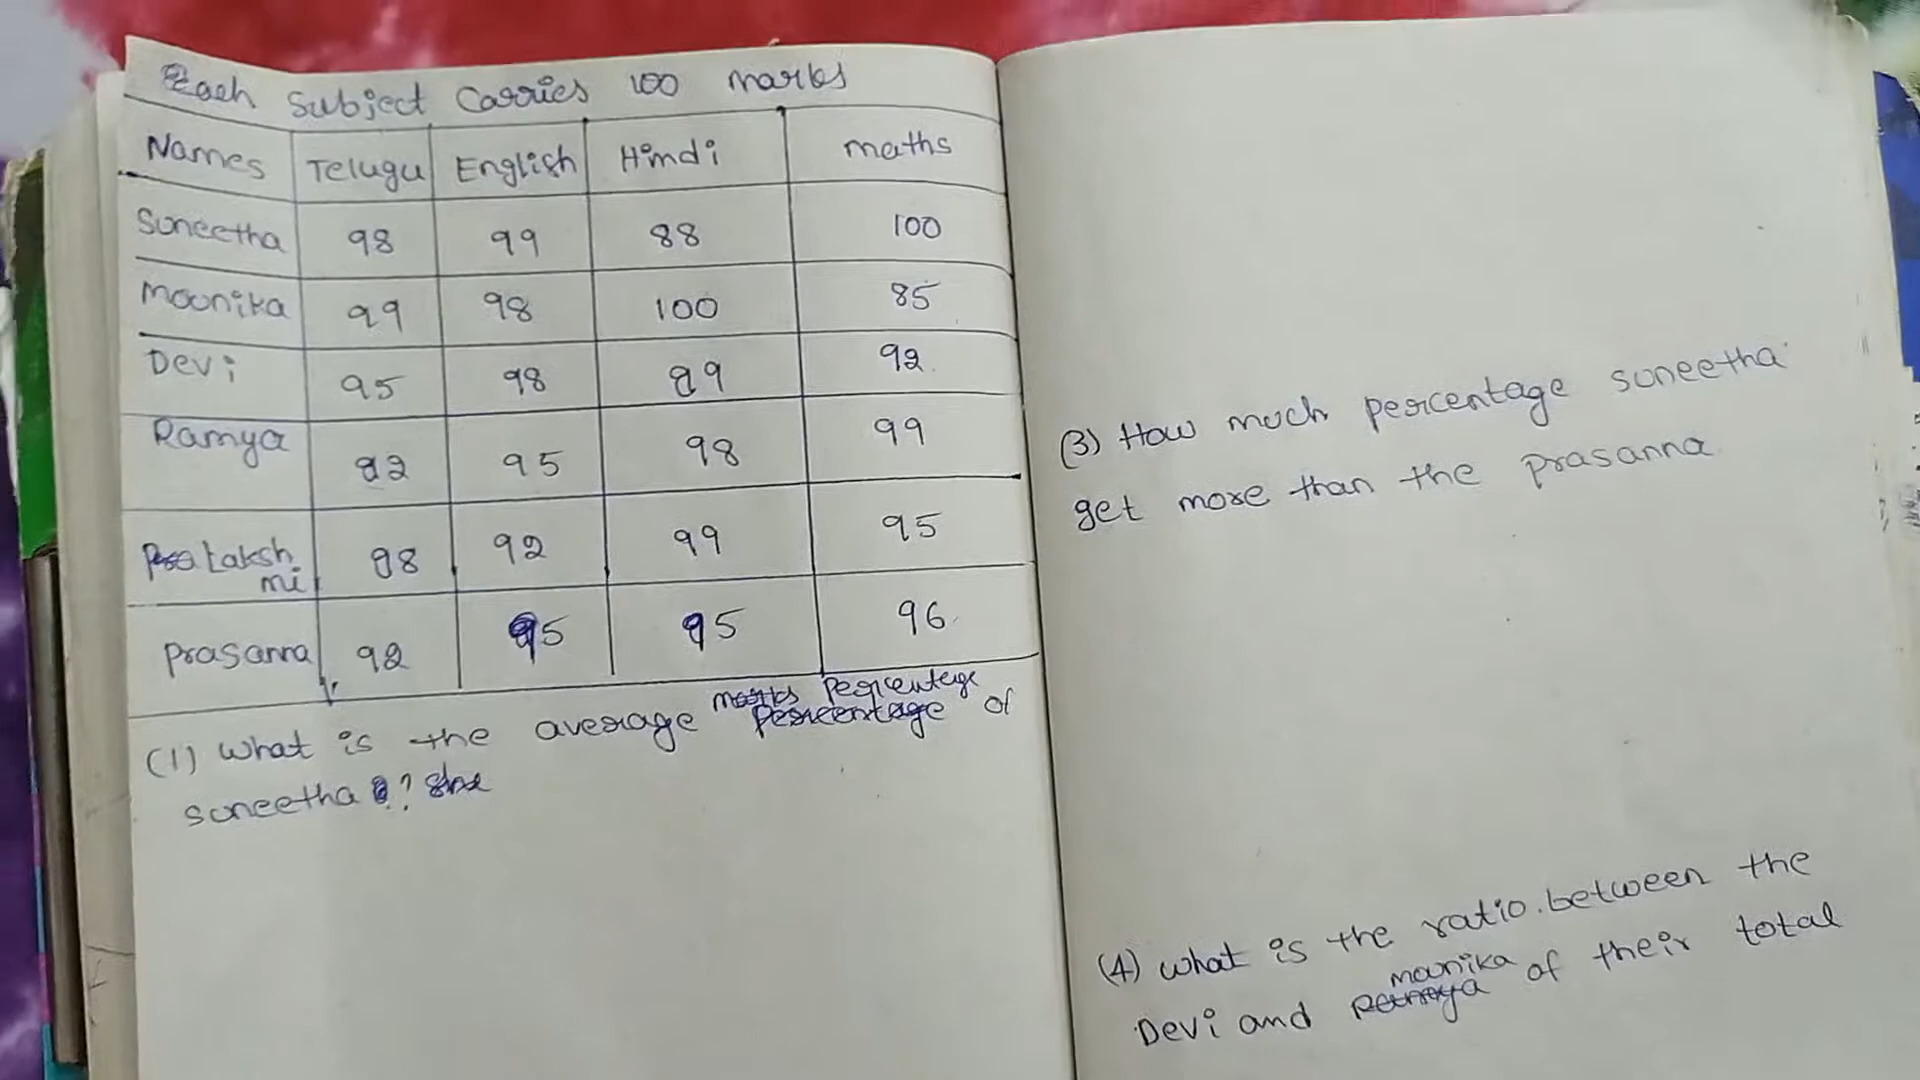 Each Subject Carries 100 marks
Names Telugu English Hindi maths
Suneetha 98 99 88 100
Moonika 99 98 100 85
Devi 95 98 89 92
Ramya 92 95 98 99
Lakshmi 98 92 99 95
Prasanna 92 95 95 96
(1) What is the average marks percentage of
suneetha ?
(3) How much percentage suneetha
get more than the prasanna
(4) what is the ratio between the
Devi and mounika of their total